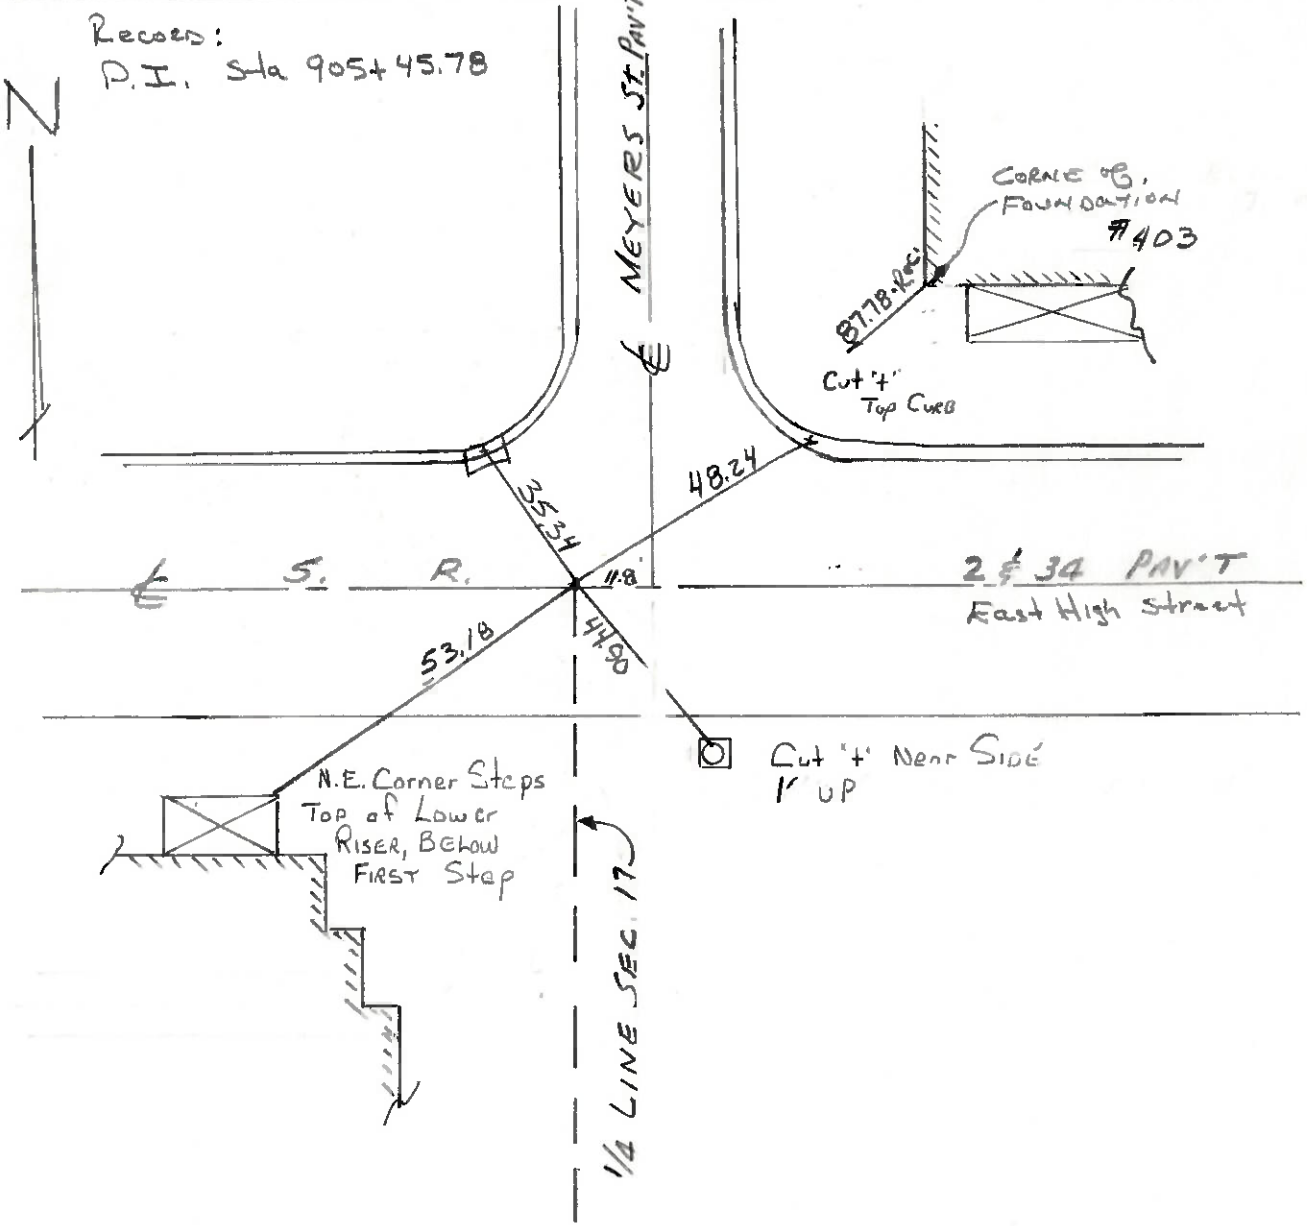 Record:
P.I. Sta 905+45.78
N
MEYERS St. PAV'T
℄
CORNE OF.
FOUNDATION
#403
87.78·Rec.
Cut "+"
Top Curb
48.24
35.34
℄ S. R.
11.8
2 & 34 PAV'T
East High Street
53.18
44.90
Cut "+" Near SIDE
1' UP
N.E. Corner Steps
Top of Lower
RISER, BELOW
FIRST Step
1/4 LINE SEC. 17